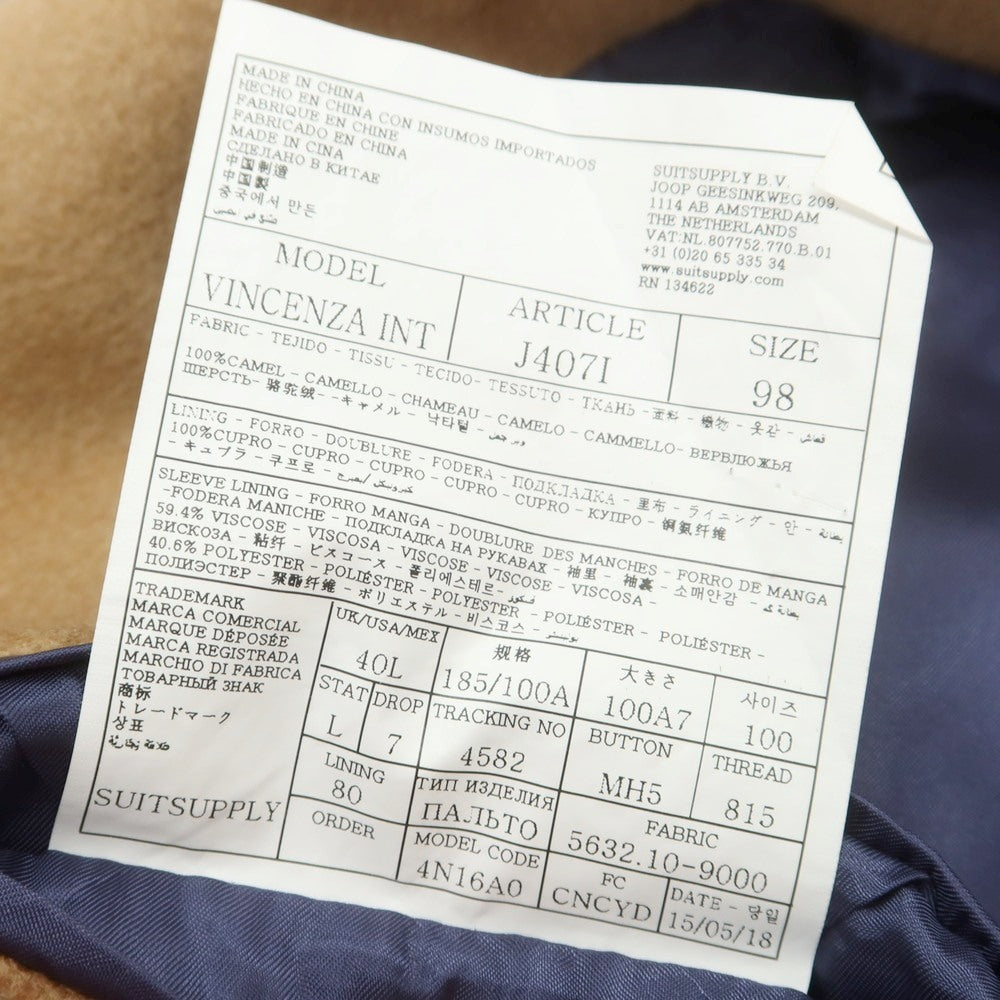 MADE IN CHINA
HECHO EN CHINA CON INSUMOS IMPORTADOS
FABRIQUE EN CHINE
FABRICADO EN CHINA
MADE IN CINA
СДЕЛАНО В КИТАЕ
中国制造
中国製
중국에서 만든
SUITSUPPLY B.V.
JOOP GEESINKWEG 209,
1114 AB AMSTERDAM
THE NETHERLANDS
VAT:NL.807752.770.B.01
+31 (0)20 65 335 34
www.suitsupply.com
RN 134622
MODEL
VINCENZA INT
ARTICLE
J407I
SIZE
98
FABRIC - TEJIDO - TISSU - TECIDO- TESSUTO - ТКАНЬ - 面料 - 織物 - 옷감 -
100%CAMEL - CAMELLO - CHAMEAU - CAMELO - CAMMELLO- ВЕРБЛЮЖЬЯ
ШЕРСТЬ- 骆驼绒- -キャメル - 낙타털 -
LINING - FORRO - DOUBLURE - FODERA - ПОДКЛАДКА - 里布 - ライニング - 안 -
100%CUPRO - CUPRO - CUPRO - CUPRO - CUPRO - КУПРО - 铜氨纤维
- キュプラ - 쿠프로 -
SLEEVE LINING - FORRO MANGA - DOUBLURE DES MANCHES - FORRO DE MANGA
-FODERA MANICHE - ПОДКЛАДКА НА РУКАВАХ - 袖里 - 袖裏 - 소매안감 -
59.4% VISCOSE - VISCOSA - VISCOSE - VISCOSE - VISCOSA -
ВИСКОЗА - 粘纤 - ビスコース - 폴리에스테르-
40.6% POLYESTER - POLIÉSTER - POLYESTER - POLIÉSTER - POLIÉSTER -
ПОЛИЭСТЕР - 聚酯纤维 - ポリエステル - 비스코스 -
TRADEMARK
MARCA COMERCIAL
MARQUE DÉPOSÉE
MARCA REGISTRADA
MARCHIO DI FABRICA
ТОВАРНЫЙ ЗНАК
商标
トレードマーク
상표
SUITSUPPLY
UK/USA/MEX
40L
规格
185/100A
大きさ
100A7
사이즈
100
STAT
L
DROP
7
TRACKING NO
4582
BUTTON
MH5
THREAD
815
LINING
80
ТИП ИЗДЕЛИЯ
ПАЛЬТО
FABRIC
5632.10-9000
ORDER
MODEL CODE
4N16A0
FC
CNCYD
DATE - 당일
15/05/18